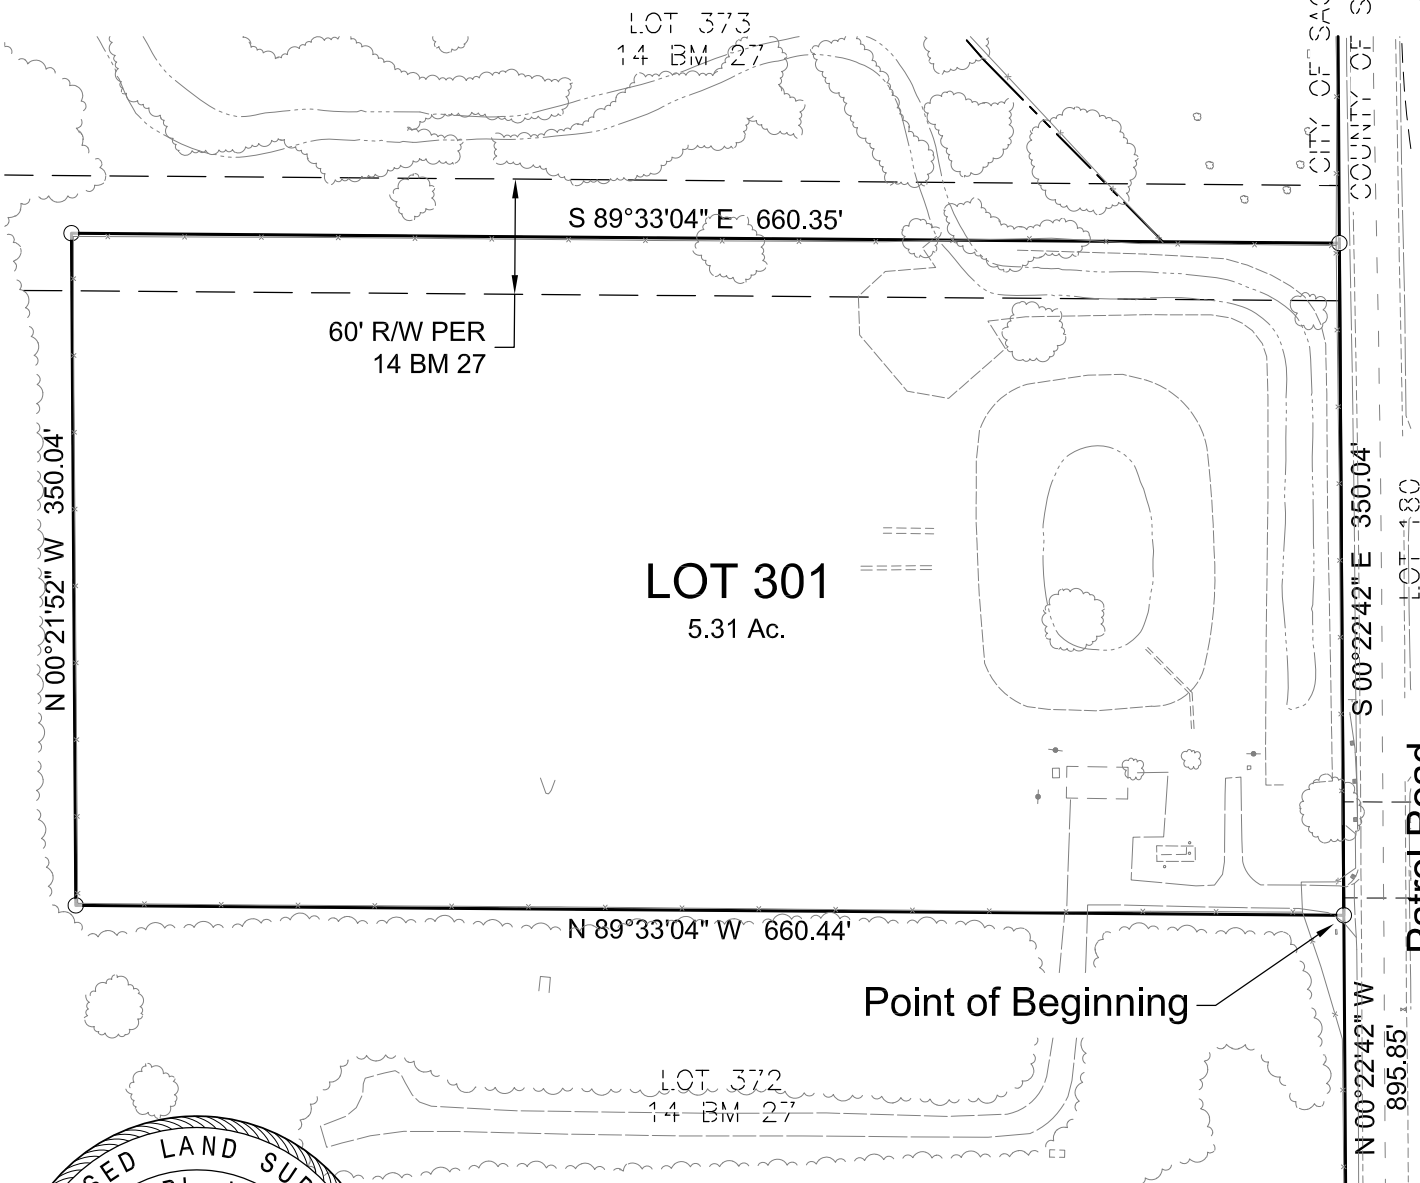 LOT 373
14 BM 27
CITY OF
COUNTY OF
S 89°33'04" E 660.35'
60' R/W PER
14 BM 27
N 00°21'52" W 350.04'
LOT 301
5.31 Ac.
S 00°22'42" E 350.04'
LOT 180
N 89°33'04" W 660.44'
Point of Beginning
N 00°22'42" W
895.85'
LOT 372
14 BM 27
LAND